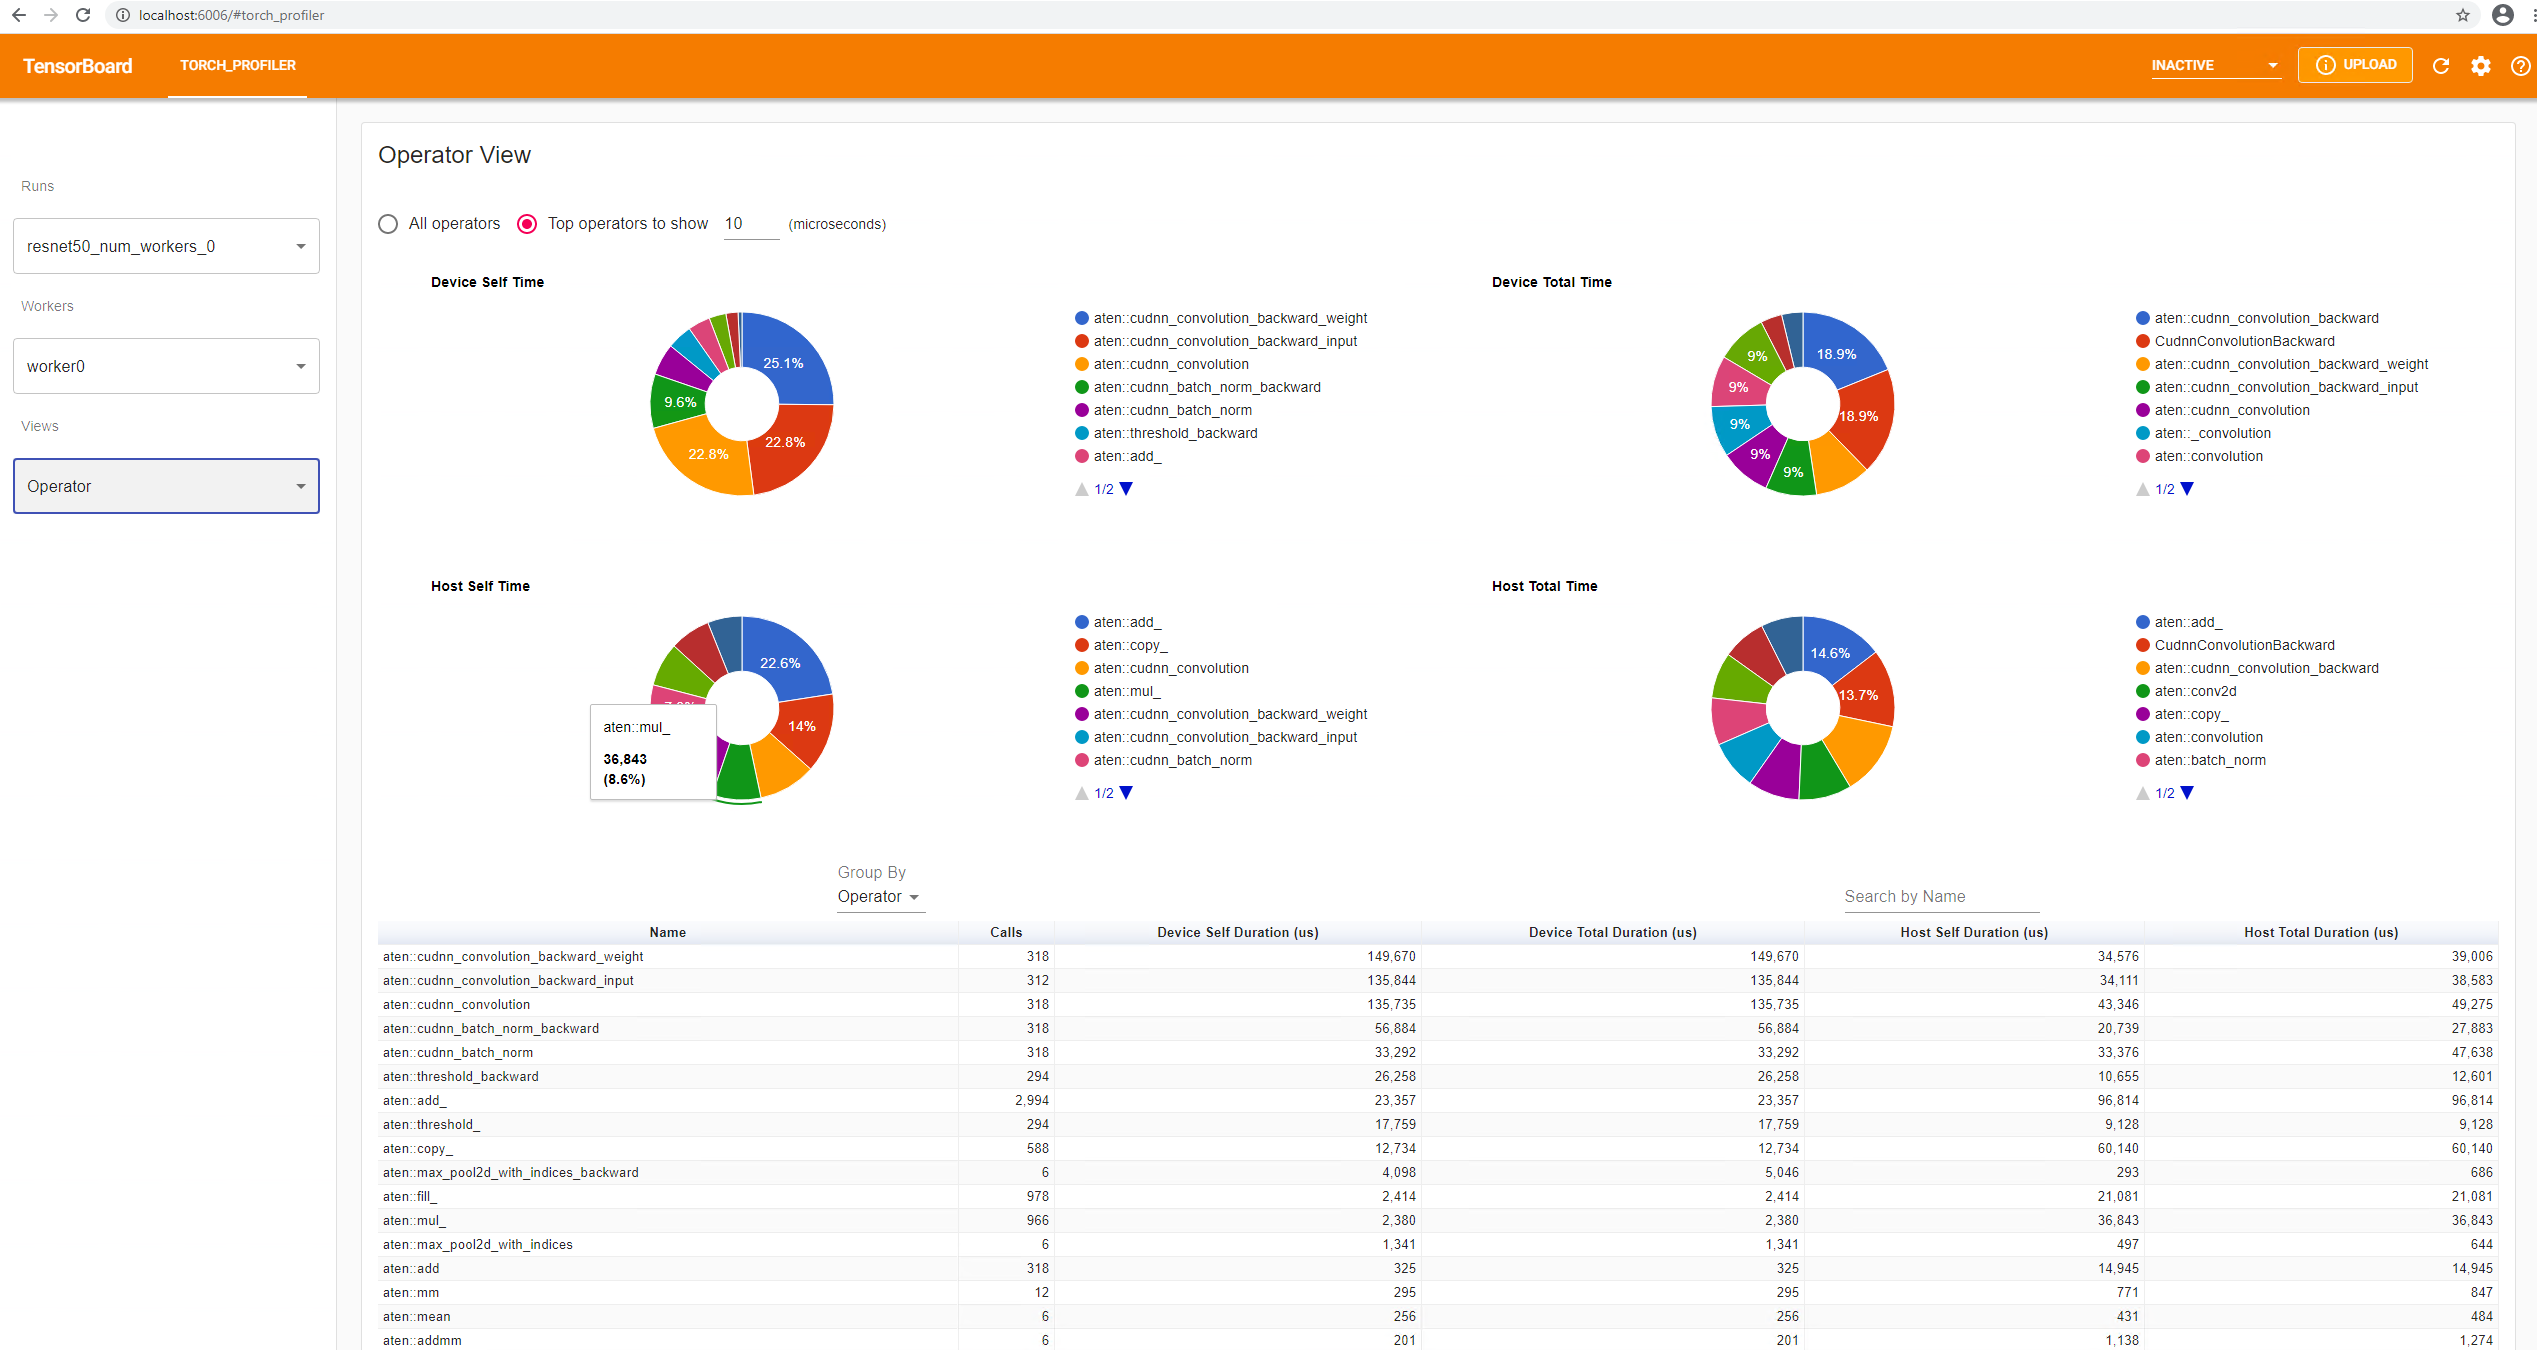 localhost:6006/#torch_profiler
TensorBoard TORCH_PROFILER INACTIVE UPLOAD
Operator View
Runs
resnet50_num_workers_0
Workers
worker0
Views
Operator
All operators Top operators to show 10 (microseconds)
Device Self Time
25.1%
22.8%
22.8%
9.6%
aten::cudnn_convolution_backward_weight
aten::cudnn_convolution_backward_input
aten::cudnn_convolution
aten::cudnn_batch_norm_backward
aten::cudnn_batch_norm
aten::threshold_backward
aten::add_
1/2
Device Total Time
18.9%
18.9%
9%
9%
9%
9%
9%
aten::cudnn_convolution_backward
CudnnConvolutionBackward
aten::cudnn_convolution_backward_weight
aten::cudnn_convolution_backward_input
aten::cudnn_convolution
aten::_convolution
aten::convolution
1/2
Host Self Time
22.6%
14%
aten::mul_
36,843
(8.6%)
aten::add_
aten::copy_
aten::cudnn_convolution
aten::mul_
aten::cudnn_convolution_backward_weight
aten::cudnn_convolution_backward_input
aten::cudnn_batch_norm
1/2
Host Total Time
14.6%
13.7%
aten::add_
CudnnConvolutionBackward
aten::cudnn_convolution_backward
aten::conv2d
aten::copy_
aten::convolution
aten::batch_norm
1/2
Group By
Operator
Search by Name
Name Calls Device Self Duration (us) Device Total Duration (us) Host Self Duration (us) Host Total Duration (us)
aten::cudnn_convolution_backward_weight 318 149,670 149,670 34,576 39,006
aten::cudnn_convolution_backward_input 312 135,844 135,844 34,111 38,583
aten::cudnn_convolution 318 135,735 135,735 43,346 49,275
aten::cudnn_batch_norm_backward 318 56,884 56,884 20,739 27,883
aten::cudnn_batch_norm 318 33,292 33,292 33,376 47,638
aten::threshold_backward 294 26,258 26,258 10,655 12,601
aten::add_ 2,994 23,357 23,357 96,814 96,814
aten::threshold_ 294 17,759 17,759 9,128 9,128
aten::copy_ 588 12,734 12,734 60,140 60,140
aten::max_pool2d_with_indices_backward 6 4,098 5,046 293 686
aten::fill_ 978 2,414 2,414 21,081 21,081
aten::mul_ 966 2,380 2,380 36,843 36,843
aten::max_pool2d_with_indices 6 1,341 1,341 497 644
aten::add 318 325 325 14,945 14,945
aten::mm 12 295 295 771 847
aten::mean 6 256 256 431 484
aten::addmm 6 201 201 1,138 1,274